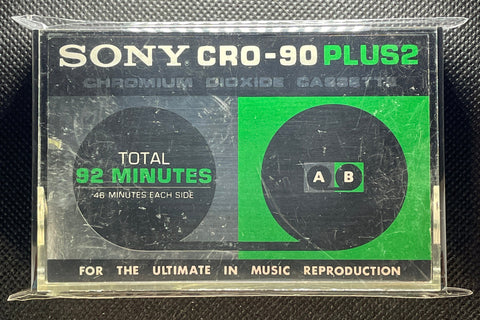 SONY CRO-90 PLUS2
CHROMIUM DIOXIDE CASSETTE
TOTAL
92 MINUTES
46 MINUTES EACH SIDE
A B
FOR THE ULTIMATE IN MUSIC REPRODUCTION